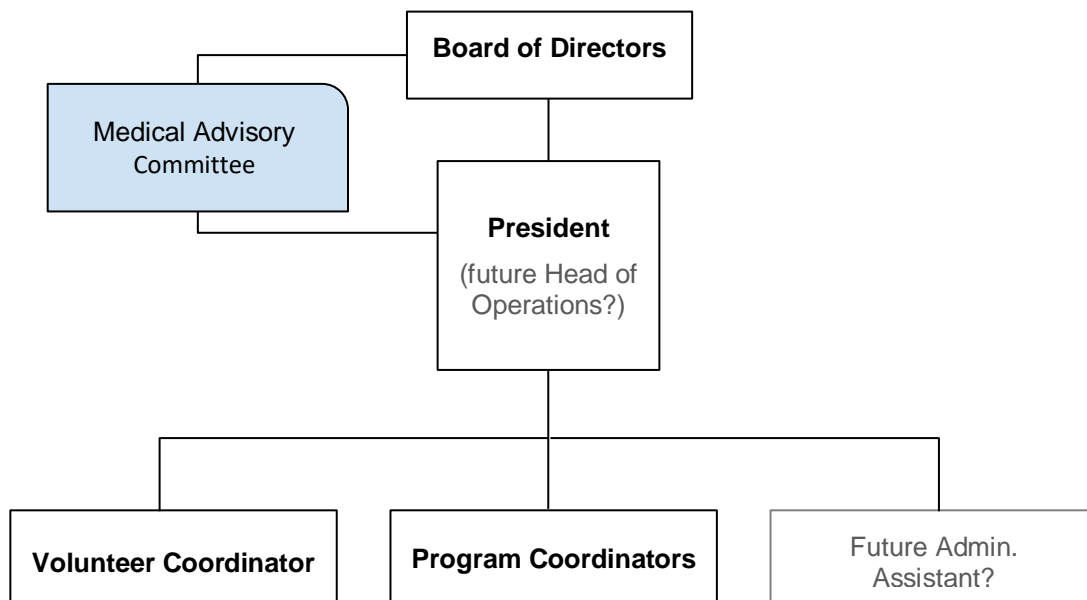 Board of Directors
Medical Advisory
Committee
President
(future Head of
Operations?)
Volunteer Coordinator
Program Coordinators
Future Admin.
Assistant?